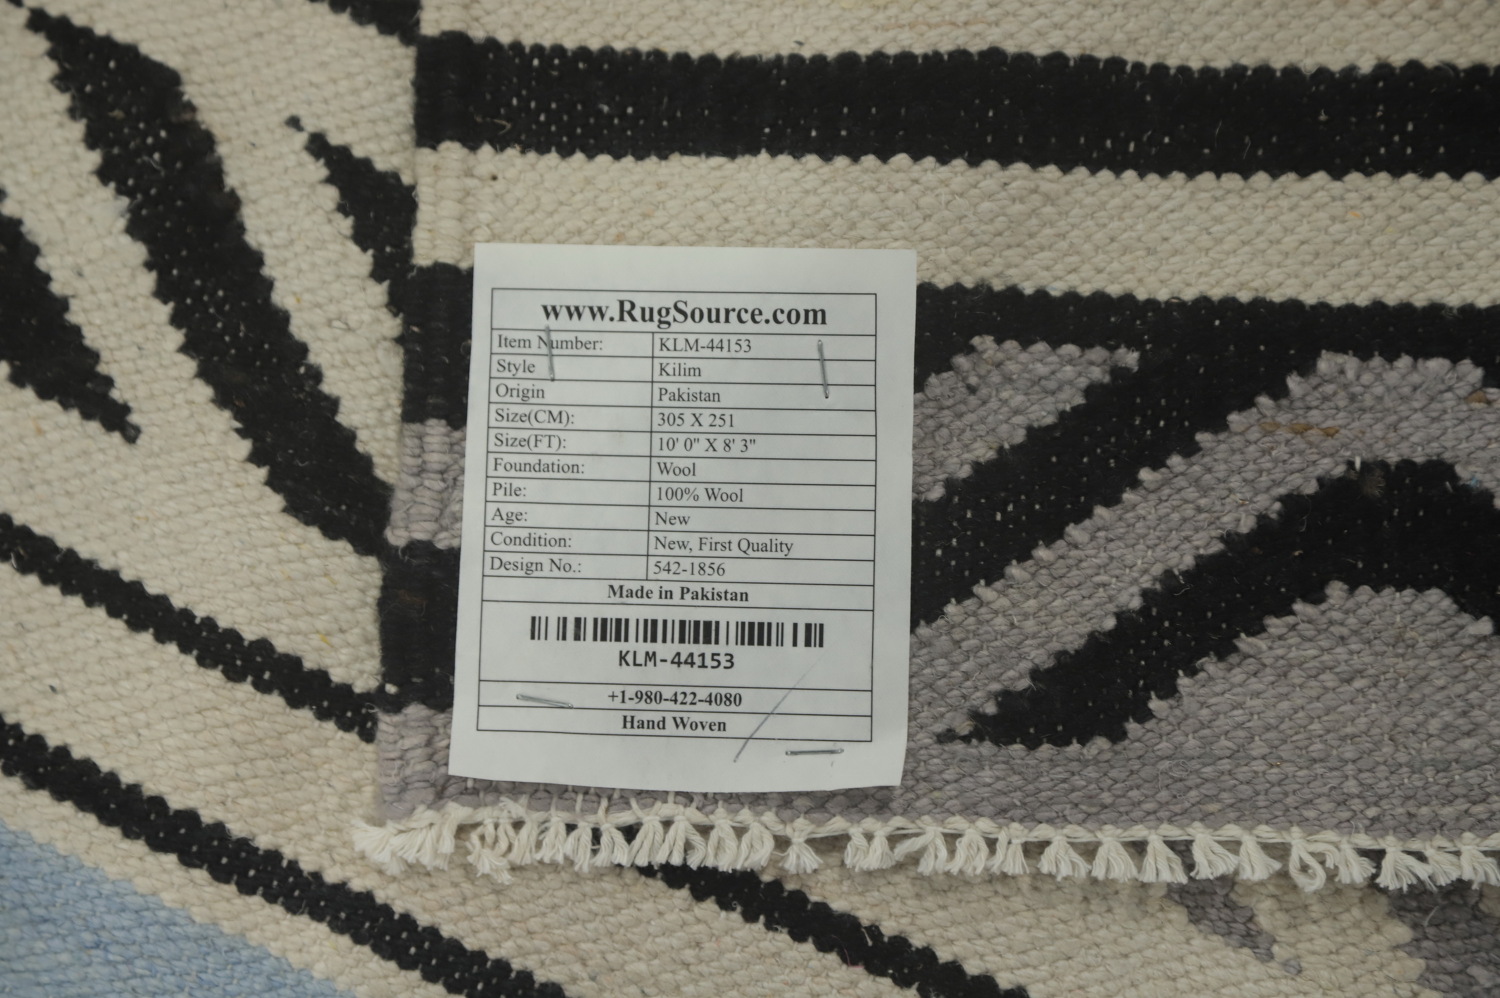 www.RugSource.com
Item Number: KLM-44153
Style Kilim
Origin Pakistan
Size(CM): 305 X 251
Size(FT): 10' 0" X 8' 3"
Foundation: Wool
Pile: 100% Wool
Age: New
Condition: New, First Quality
Design No.: 542-1856
Made in Pakistan
KLM-44153
+1-980-422-4080
Hand Woven